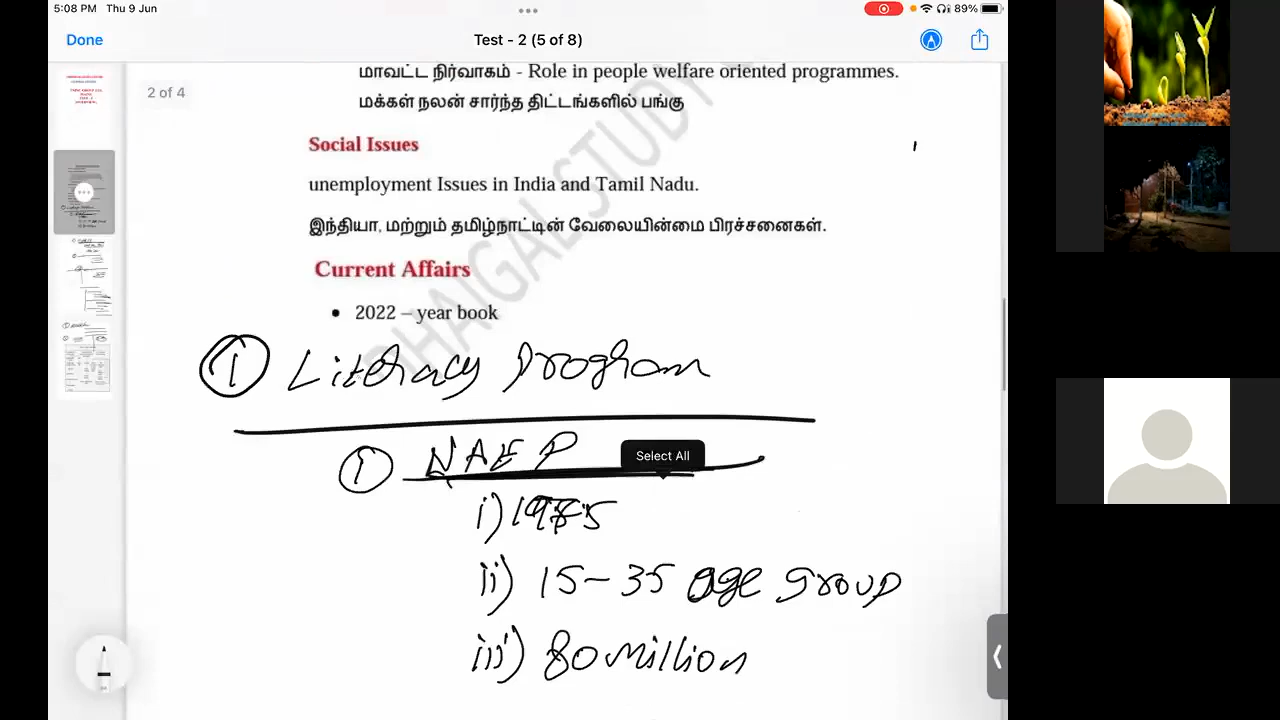 5:08 PM Thu 9 Jun
89%
Done
Test - 2 (5 of 8)
2 of 4
மாவட்ட நிர்வாகம் - Role in people welfare oriented programmes.
மக்கள் நலன் சார்ந்த திட்டங்களில் பங்கு
Social Issues
unemployment Issues in India and Tamil Nadu.
இந்தியா, மற்றும் தமிழ்நாட்டின் வேலையின்மை பிரச்சனைகள்.
Current Affairs
• 2022 – year book
① Literacy Program
① NAEP
Select All
i)
ii) 15-35 age group
iii) 80 million